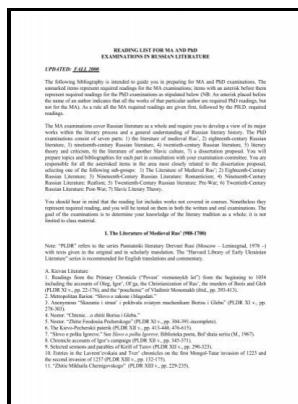 READING LIST FOR MA AND PhD
EXAMINATIONS IN RUSSIAN LITERATURE
UPDATED: FALL 2000
The following bibliography is intended to guide you in preparing for MA and PhD examinations. The
unmarked items represent required readings for the MA examinations; items with an asterisk before them
represent required readings for the PhD examinations as stipulated below (NB: An asterisk placed before
the name of an author indicates that all the works of that particular author are required PhD readings, but
not for the MA). As a rule all the MA required readings are given first, followed by the PH.D. required
readings.
The MA examinations cover Russian literature as a whole and require you to develop a view of its major
works within the literary process and a general understanding of Russian literary history. The PhD
examinations consist of seven parts: 1) the literature of medieval Rus'; 2) eighteenth-century Russian
literature; 3) nineteenth-century Russian literature; 4) twentieth-century Russian literature; 5) literary
theory and criticism; 6) the literature of another Slavic culture; 7) a dissertation proposal. You will
prepare topics and bibliographies for each part in consultation with your examination committee. You are
responsible for all the asterisked items in the area most closely related to the dissertation proposal,
selecting one of the following sub-groups: 1) The Literature of Medieval Rus'; 2) Eighteenth-Century
Russian Literature; 3) Nineteenth-Century Russian Literature: Romanticism; 4) Nineteenth-Century
Russian Literature: Realism; 5) Twentieth-Century Russian Literature: Pre-War; 6) Twentieth-Century
Russian Literature: Post-War; 7) Slavic Literary Theory.
You should bear in mind that the reading list includes works not covered in courses. Nonetheless they
represent required reading, and you will be tested on them in both the written and oral examinations. The
goal of the examinations is to determine your knowledge of the literary tradition as a whole; it is not
limited to class material.
I. The Literature of Medieval Rus' (988-1700)
Note: "PLDR" refers to the series Pamiatniki literatury Drevnei Rusi (Moscow – Leningrad, 1978 -)
with texts given in the original and in scholarly translation. The "Harvard Library of Early Ukrainian
Literature" series is recommended for English translations and commentary.
A. Kievan Literature
1. Readings from the Primary Chronicle ("Povest' vremennykh let") from the beginning to 1054
including the accounts of Oleg, Igor', Ol'ga, the Christianization of Rus', the murders of Boris and Gleb
(PLDR XI v., pp. 22-176), and the "pouchenie" of Vladimir Monomakh (ibid., pp. 393-413).
2. Metropolitan Ilarion. "Slovo o zakone i blagodati."
3. Anonymous "Skazanie i strast' i pokhvala sviatym muchenikam Borisu i Glebu" (PLDR XI v., pp.
278-303).
4. Nestor. "Chtenie…o zhitii Borisa i Gleba."
5. Nestor. "Zhitie Feodosiia Pecherskogo" (PLDR XI v., pp. 304-391-incomplete).
6. The Kievo-Pecherskii paterik (PLDR XII v., pp. 413-440, 476-615).
7. "Slovo o polku Igoreve,"
8. Chronicle accounts of Igor's campaign (PLDR XII v., pp. 345-371).
9. Selected sermons and parables of Kirill of Turov (PLDR XII v., pp. 290-323).
10. Entries in the Lavrent'evskaia and Tver' chronicles on the first Mongol-Tatar invasion of 1223 and
the second invasion of 1237 (PLDR XIII v., pp. 132-175).
11. "Zhitie Mikhaila Chernigovskogo" (PLDR XIII v., pp. 229-235).